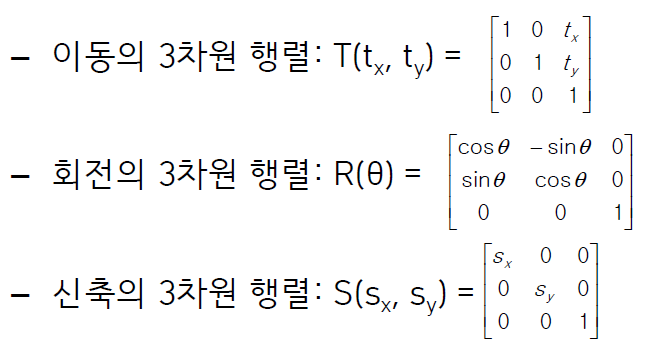 – 이동의 3차원 행렬: T(tx, ty) = [1 0 tx; 0 1 ty; 0 0 1]
– 회전의 3차원 행렬: R(θ) = [cosθ −sinθ 0; sinθ cosθ 0; 0 0 1]
– 신축의 3차원 행렬: S(sx, sy) = [sx 0 0; 0 sy 0; 0 0 1]